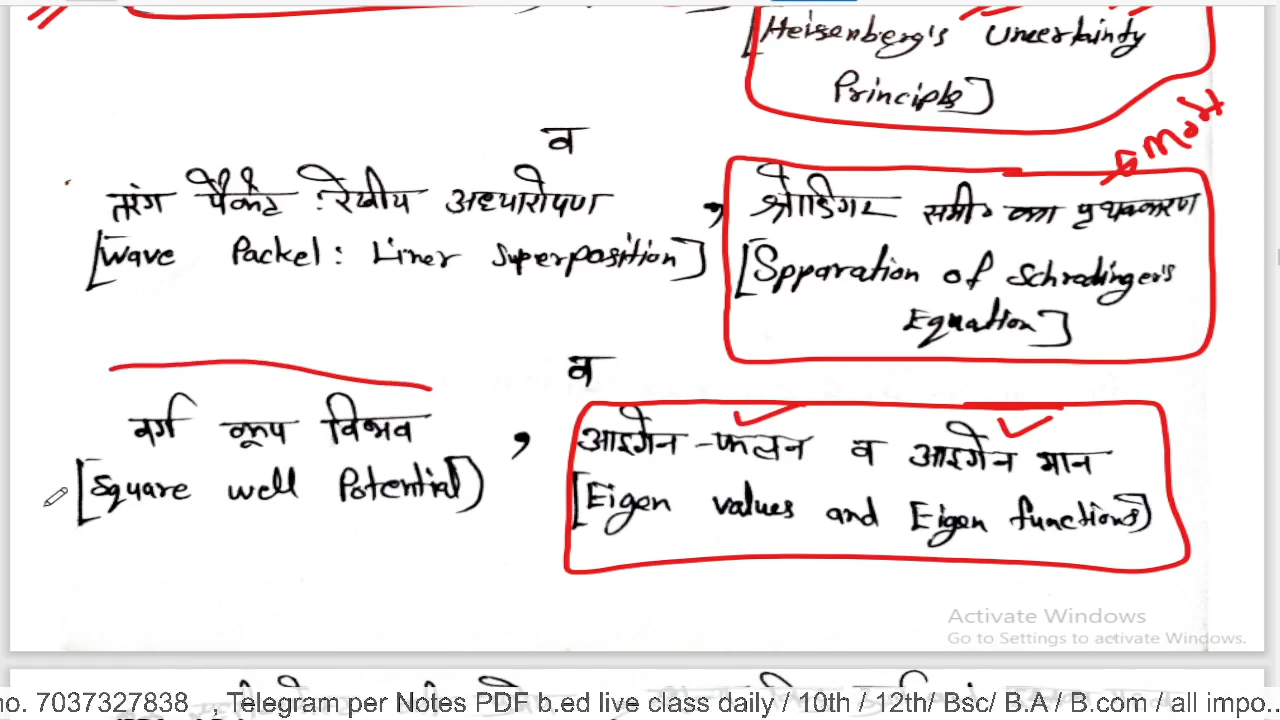 [Heisenberg's Uncertainty
Principle]
व
Most
तरंग पैकेट : रेखीय अध्यारोपण , श्रोडिंगर समी० का पृथक्करण
[Wave Packel: Liner Superposition] [Spparation of Schrodinger's
Equation]
व
वर्ग कूप विभव , आइगेन-फलन व आइगेन मान
[Square well Potential) [Eigen values and Eigen functions)
Activate Windows
Go to Settings to activate Windows.
no. 7037327838 , Telegram per Notes PDF b.ed live class daily / 10th / 12th/ Bsc/ B.A / B.com / all impo..